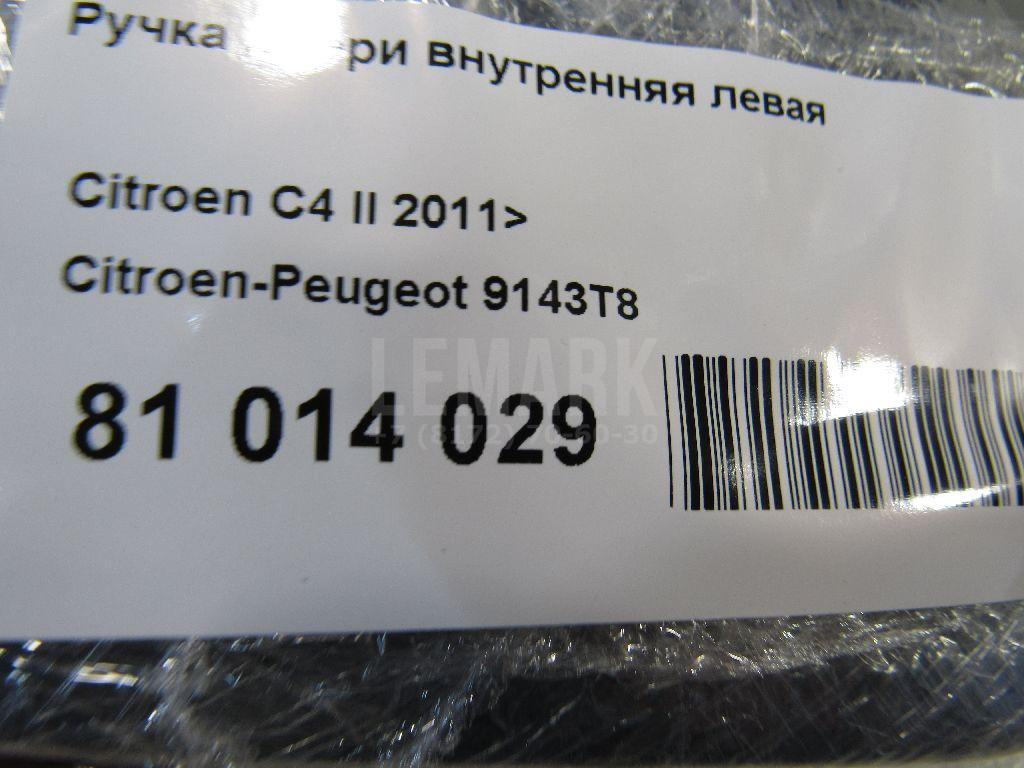 Ручка ри внутренняя левая
Citroen C4 II 2011>
Citroen-Peugeot 9143T8
LEMARK
81 014 029